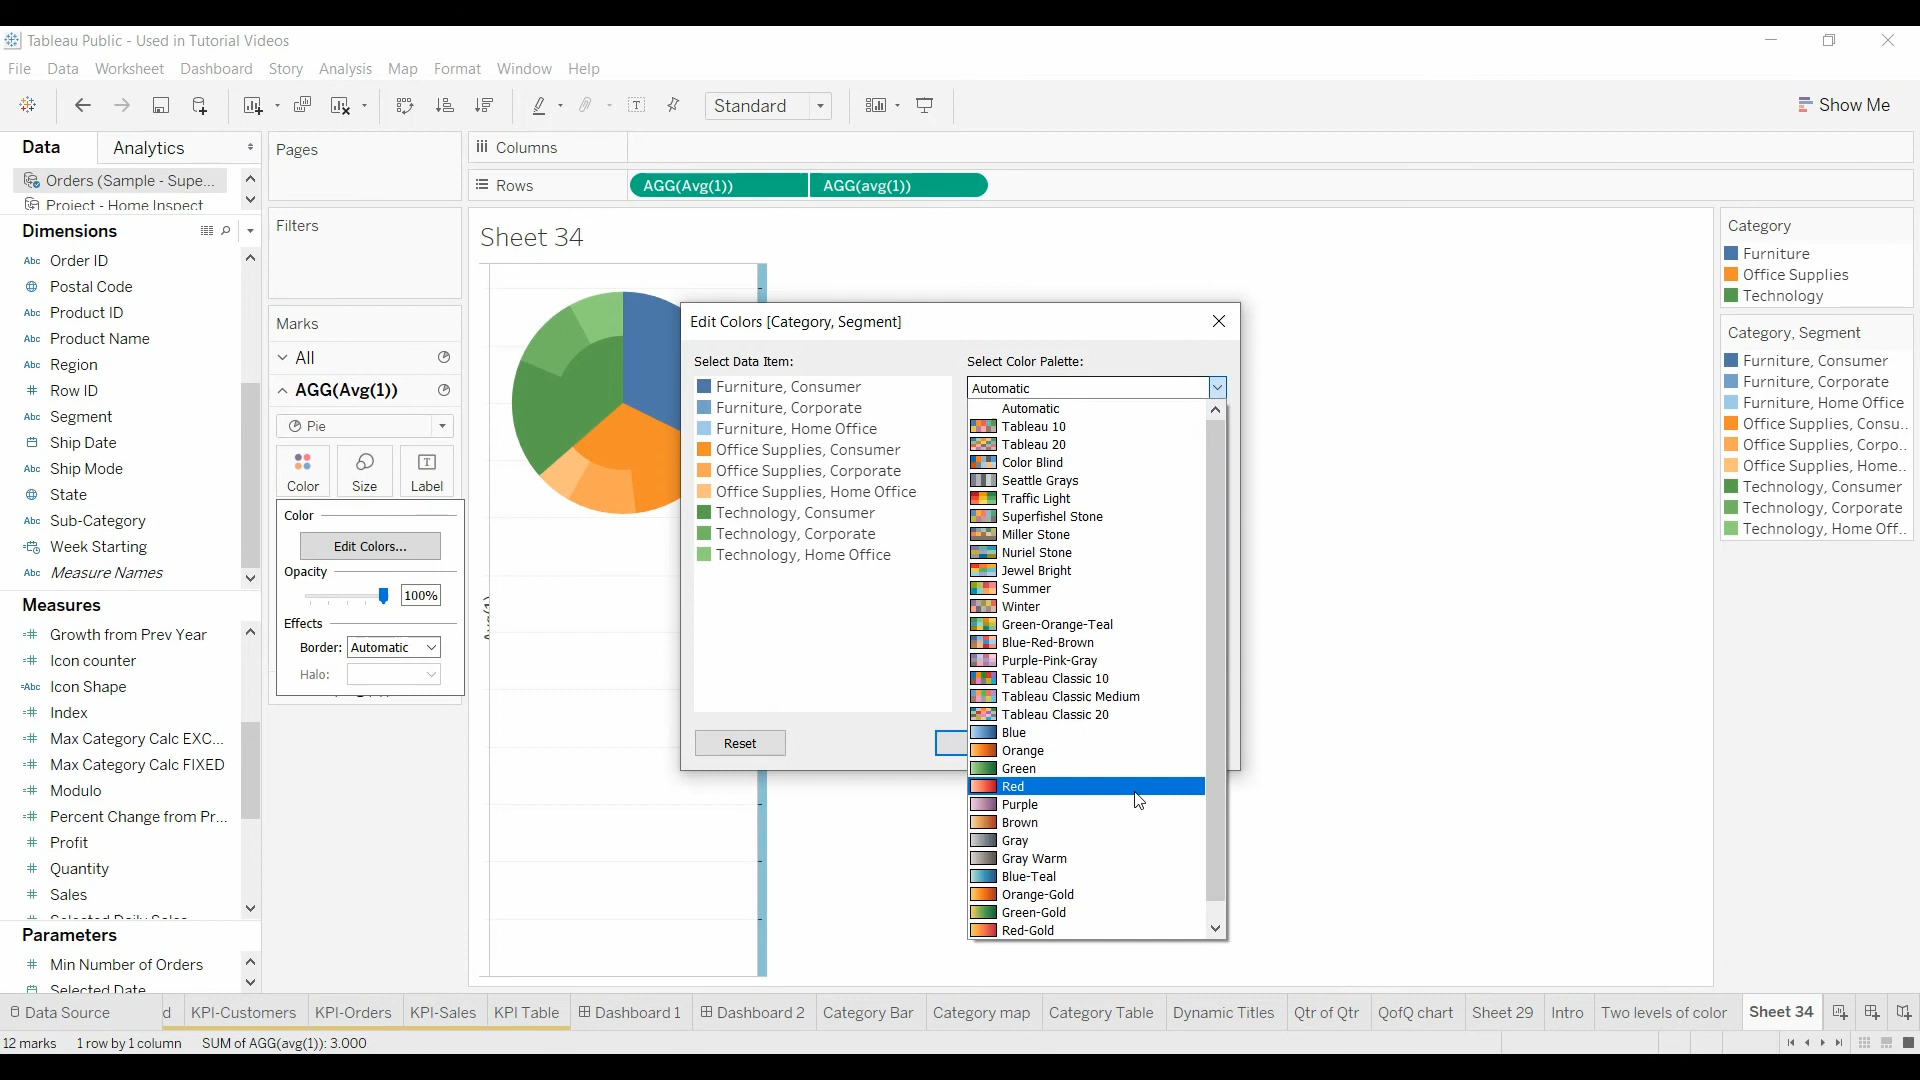 Tableau Public - Used in Tutorial Videos
File Data Worksheet Dashboard Story Analysis Map Format Window Help
Standard
Show Me
Data
Analytics
Orders (Sample - Supe...
Project - Home Inspect
Dimensions
Abc Order ID
Postal Code
Abc Product ID
Abc Product Name
Abc Region
# Row ID
Abc Segment
Ship Date
Abc Ship Mode
State
Abc Sub-Category
Week Starting
Abc Measure Names
Measures
Growth from Prev Year
Icon counter
=Abc Icon Shape
Index
Max Category Calc EXC...
Max Category Calc FIXED
Modulo
Percent Change from Pr...
# Profit
# Quantity
# Sales
Selected Daily Sales
Parameters
# Min Number of Orders
Selected Date
Pages
Filters
Marks
All
AGG(Avg(1))
Pie
Color
Size
Label
Color
Edit Colors...
Opacity
100%
Effects
Border: Automatic
Halo:
Columns
Rows
AGG(Avg(1))
AGG(avg(1))
Sheet 34
Avg(1)
Edit Colors [Category, Segment]
Select Data Item:
Furniture, Consumer
Furniture, Corporate
Furniture, Home Office
Office Supplies, Consumer
Office Supplies, Corporate
Office Supplies, Home Office
Technology, Consumer
Technology, Corporate
Technology, Home Office
Reset
Select Color Palette:
Automatic
Automatic
Tableau 10
Tableau 20
Color Blind
Seattle Grays
Traffic Light
Superfishel Stone
Miller Stone
Nuriel Stone
Jewel Bright
Summer
Winter
Green-Orange-Teal
Blue-Red-Brown
Purple-Pink-Gray
Tableau Classic 10
Tableau Classic Medium
Tableau Classic 20
Blue
Orange
Green
Red
Purple
Brown
Gray
Gray Warm
Blue-Teal
Orange-Gold
Green-Gold
Red-Gold
Category
Furniture
Office Supplies
Technology
Category, Segment
Furniture, Consumer
Furniture, Corporate
Furniture, Home Office
Office Supplies, Consu..
Office Supplies, Corpo..
Office Supplies, Home..
Technology, Consumer
Technology, Corporate
Technology, Home Off..
Data Source
d
KPI-Customers
KPI-Orders
KPI-Sales
KPI Table
Dashboard 1
Dashboard 2
Category Bar
Category map
Category Table
Dynamic Titles
Qtr of Qtr
QofQ chart
Sheet 29
Intro
Two levels of color
Sheet 34
12 marks 1 row by 1 column SUM of AGG(avg(1)): 3.000